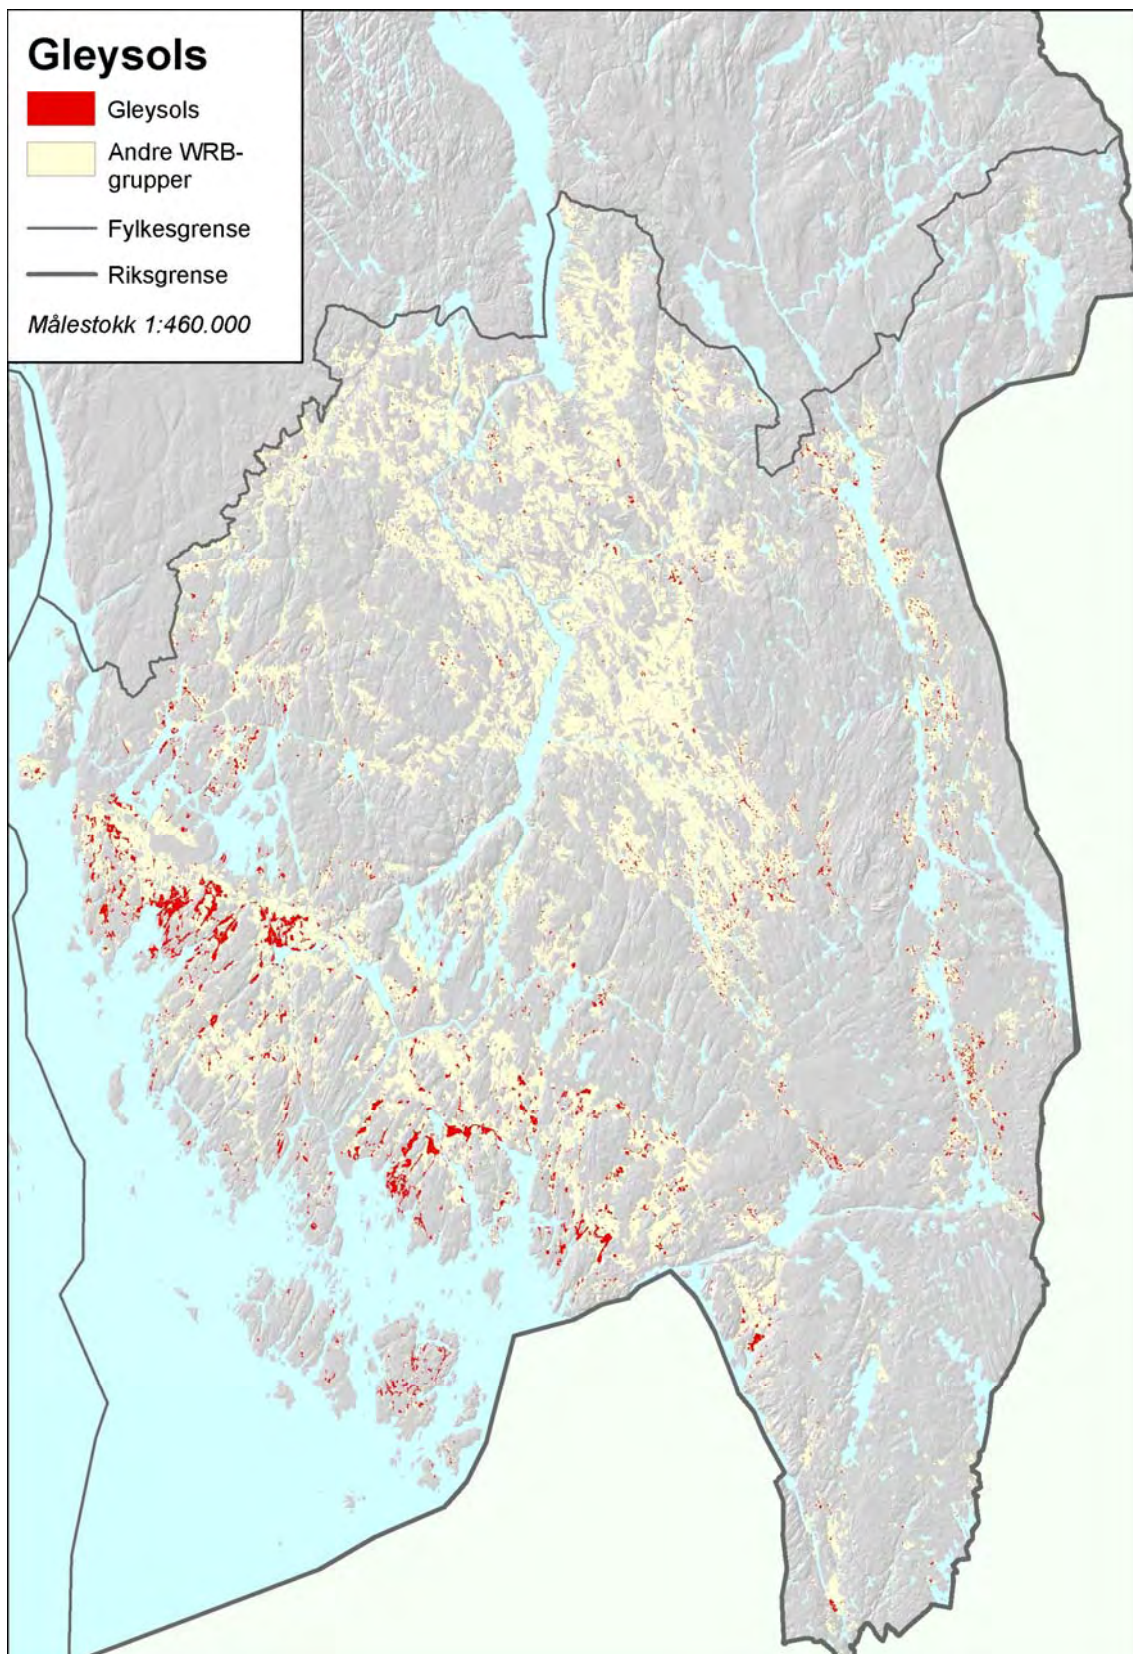 Gleysols
Gleysols
Andre WRB-
grupper
Fylkesgrense
Riksgrense
Målestokk 1:460.000